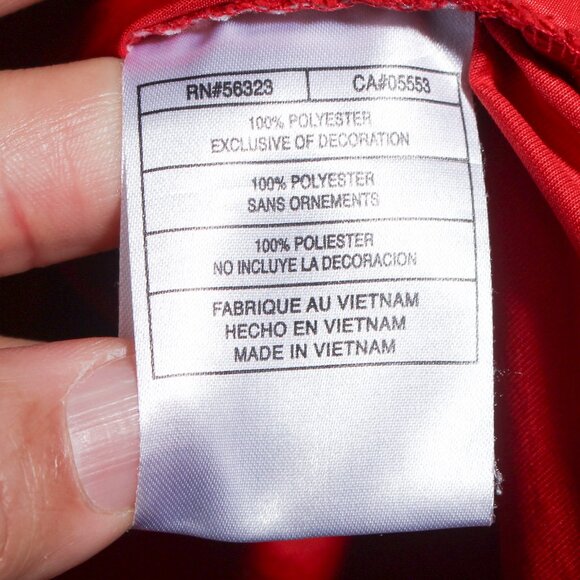 RN#56323 CA#05553
100% POLYESTER
EXCLUSIVE OF DECORATION
100% POLYESTER
SANS ORNEMENTS
100% POLIESTER
NO INCLUYE LA DECORACION
FABRIQUE AU VIETNAM
HECHO EN VIETNAM
MADE IN VIETNAM